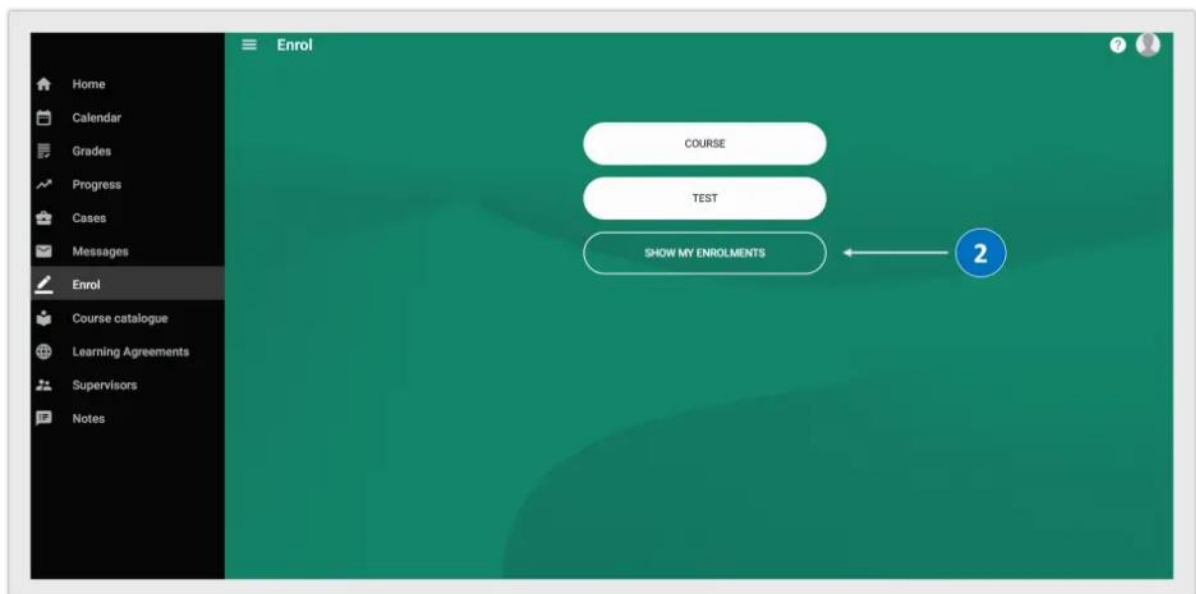 Enrol
?
Home
Calendar
Grades
Progress
Cases
Messages
Enrol
Course catalogue
Learning Agreements
Supervisors
Notes
COURSE
TEST
SHOW MY ENROLMENTS
2